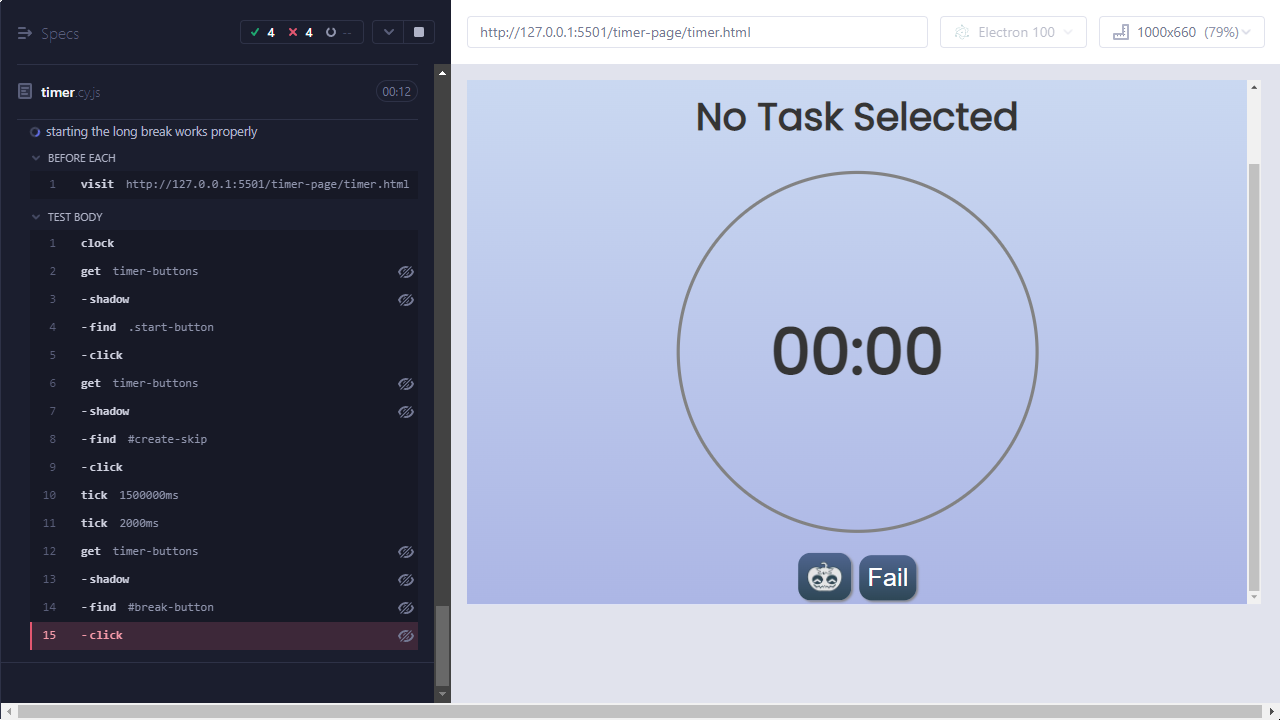 Specs
4 4 --
timer.cy.js 00:12
starting the long break works properly
BEFORE EACH
1 visit http://127.0.0.1:5501/timer-page/timer.html
TEST BODY
1 clock
2 get timer-buttons
3 -shadow
4 -find .start-button
5 -click
6 get timer-buttons
7 -shadow
8 -find #create-skip
9 -click
10 tick 1500000ms
11 tick 2000ms
12 get timer-buttons
13 -shadow
14 -find #break-button
15 -click
http://127.0.0.1:5501/timer-page/timer.html
Electron 100
1000x660 (79%)
No Task Selected
00:00
Fail